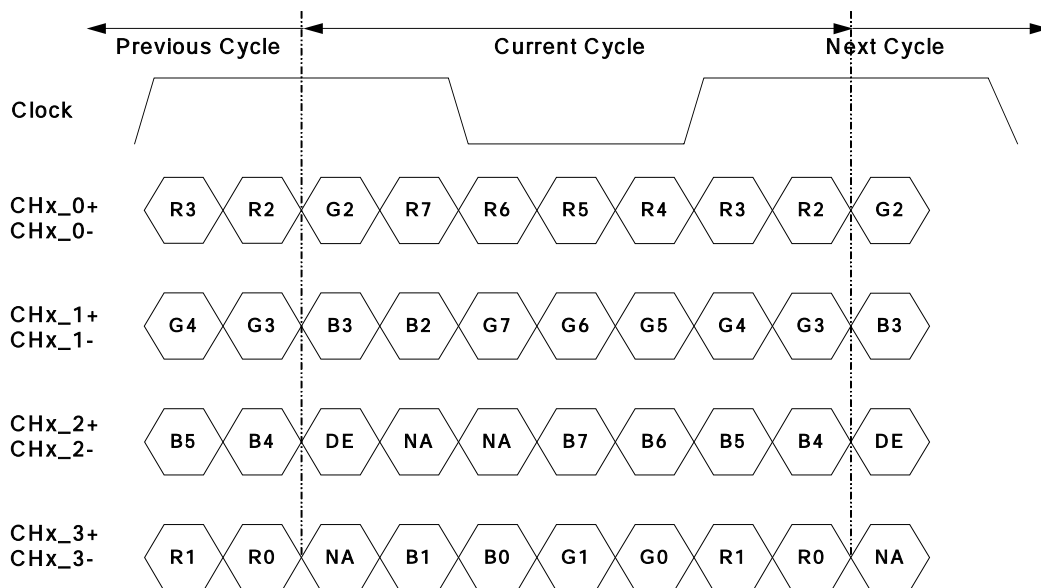 Previous Cycle Current Cycle Next Cycle
Clock
CHx_0+
CHx_0-
R3 R2 G2 R7 R6 R5 R4 R3 R2 G2
CHx_1+
CHx_1-
G4 G3 B3 B2 G7 G6 G5 G4 G3 B3
CHx_2+
CHx_2-
B5 B4 DE NA NA B7 B6 B5 B4 DE
CHx_3+
CHx_3-
R1 R0 NA B1 B0 G1 G0 R1 R0 NA